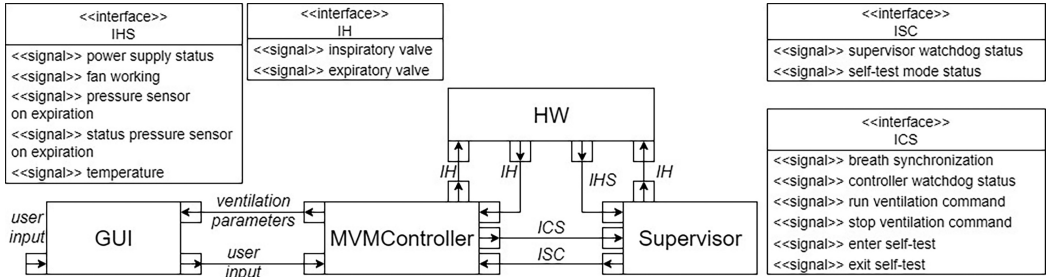 <<interface>>
IHS
<<signal>> power supply status
<<signal>> fan working
<<signal>> pressure sensor
on expiration
<<signal>> status pressure sensor
on expiration
<<signal>> temperature
<<interface>>
IH
<<signal>> inspiratory valve
<<signal>> expiratory valve
<<interface>>
ISC
<<signal>> supervisor watchdog status
<<signal>> self-test mode status
<<interface>>
ICS
<<signal>> breath synchronization
<<signal>> controller watchdog status
<<signal>> run ventilation command
<<signal>> stop ventilation command
<<signal>> enter self-test
<<signal>> exit self-test
HW
IH
IH
IHS
IH
user
input
GUI
ventilation
parameters
user
input
MVMController
ICS
ISC
Supervisor